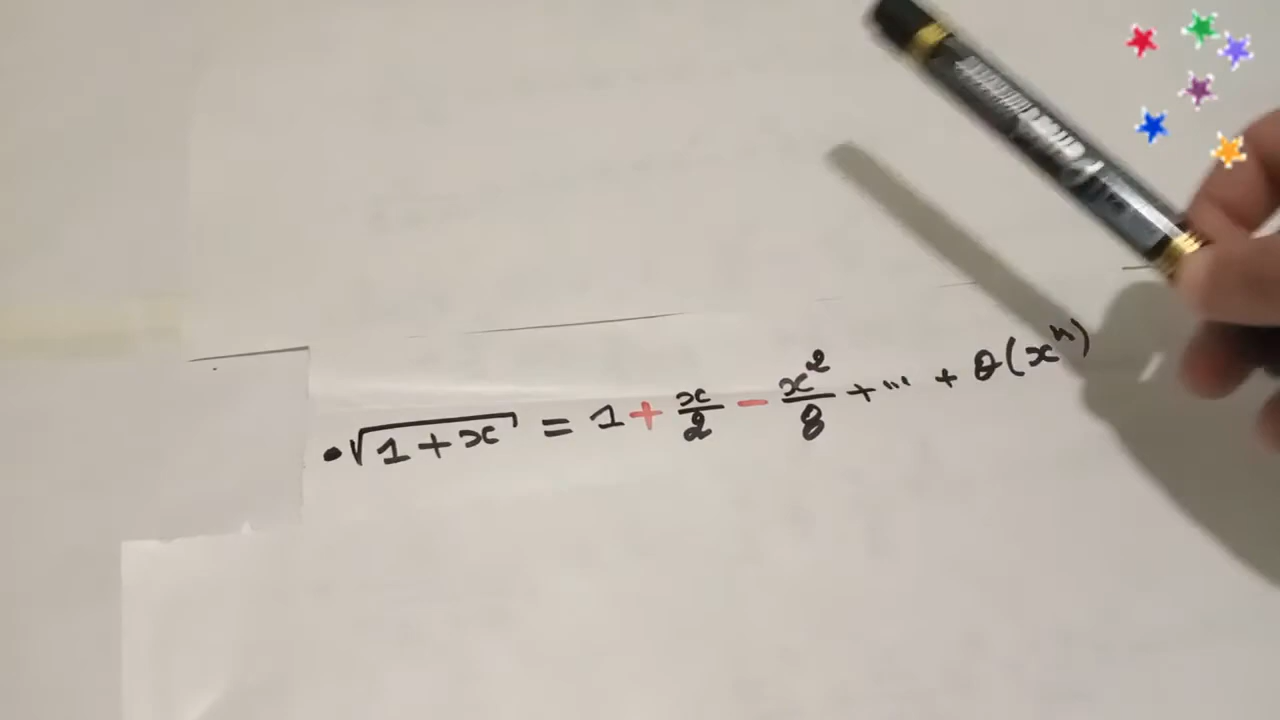 • √(1 + x) = 1 + x/2 - x²/8 + ... + θ(xⁿ)